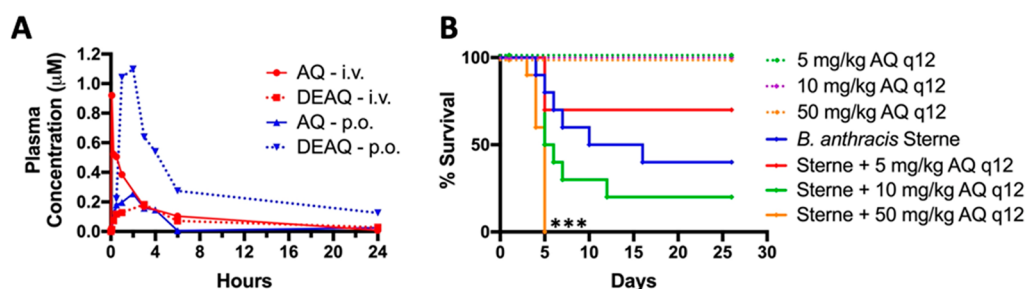 A
Plasma
Concentration (µM)
1.2
1.0
0.8
0.6
0.4
0.2
0.0
0 4 8 12 16 20 24
Hours
AQ - i.v.
DEAQ - i.v.
AQ - p.o.
DEAQ - p.o.
B
% Survival
100
50
0
0 5 10 15 20 25 30
Days
***
5 mg/kg AQ q12
10 mg/kg AQ q12
50 mg/kg AQ q12
B. anthracis Sterne
Sterne + 5 mg/kg AQ q12
Sterne + 10 mg/kg AQ q12
Sterne + 50 mg/kg AQ q12